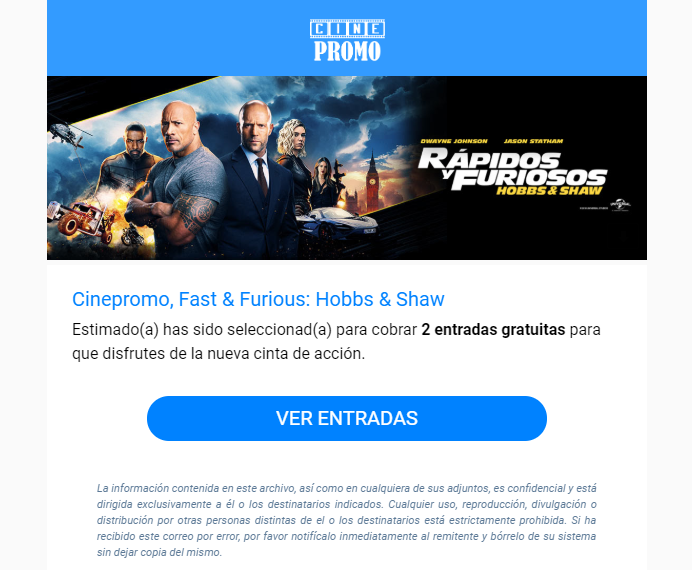 CINE
PROMO
DWAYNE JOHNSON JASON STATHAM
RÁPIDOS
Y FURIOSOS
HOBBS & SHAW
Cinepromo, Fast & Furious: Hobbs & Shaw
Estimado(a) has sido seleccionad(a) para cobrar 2 entradas gratuitas para
que disfrutes de la nueva cinta de acción.
VER ENTRADAS
La información contenida en este archivo, así como en cualquiera de sus adjuntos, es confidencial y está
dirigida exclusivamente a él o los destinatarios indicados. Cualquier uso, reproducción, divulgación o
distribución por otras personas distintas de el o los destinatarios está estrictamente prohibida. Si ha
recibido este correo por error, por favor notifícalo inmediatamente al remitente y bórrelo de su sistema
sin dejar copia del mismo.